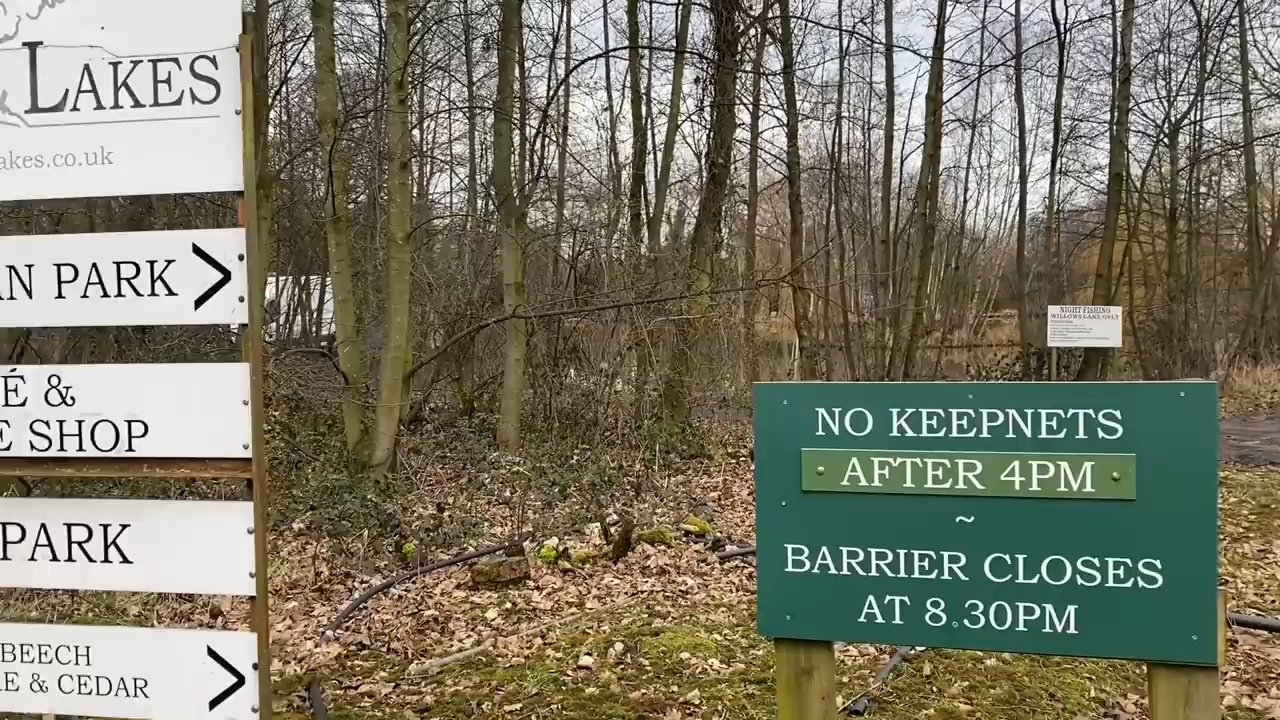 LAKES
akes.co.uk
AN PARK
É &
E SHOP
PARK
BEECH
E & CEDAR
NIGHT FISHING
WILLOWS LAKE ONLY
NO KEEPNETS
AFTER 4PM
~
BARRIER CLOSES
AT 8.30PM